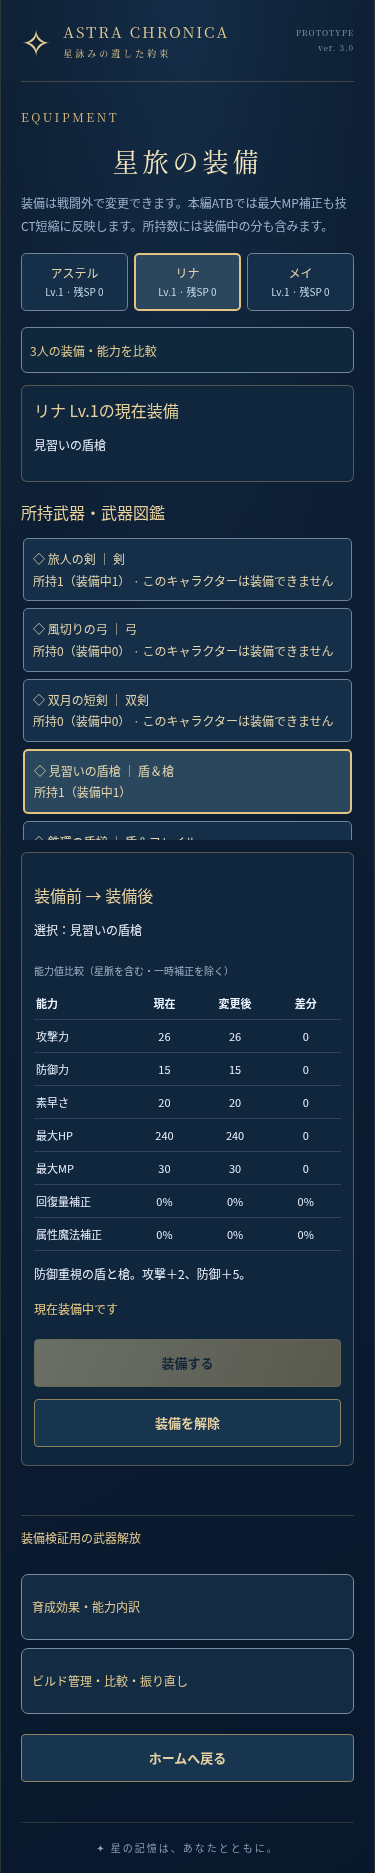 ASTRA CHRONICA
星詠みの遺した約束
PROTOTYPE
ver. 3.0
EQUIPMENT
星旅の装備
装備は戦闘外で変更できます。本編ATBでは最大MP補正も技
CT短縮に反映します。所持数には装備中の分も含みます。
アステル
Lv.1 · 残SP 0
リナ
Lv.1 · 残SP 0
メイ
Lv.1 · 残SP 0
3人の装備・能力を比較
リナ Lv.1の現在装備
見習いの盾槍
所持武器・武器図鑑
◇ 旅人の剣 ｜ 剣
所持1（装備中1） · このキャラクターは装備できません
◇ 風切りの弓 ｜ 弓
所持0（装備中0） · このキャラクターは装備できません
◇ 双月の短剣 ｜ 双剣
所持0（装備中0） · このキャラクターは装備できません
◇ 見習いの盾槍 ｜ 盾＆槍
所持1（装備中1）
装備前 → 装備後
選択：見習いの盾槍
能力値比較（星脈を含む・一時補正を除く）
能力 現在 変更後 差分
攻撃力 26 26 0
防御力 15 15 0
素早さ 20 20 0
最大HP 240 240 0
最大MP 30 30 0
回復量補正 0% 0% 0%
属性魔法補正 0% 0% 0%
防御重視の盾と槍。攻撃＋2、防御＋5。
現在装備中です
装備する
装備を解除
装備検証用の武器解放
育成効果・能力内訳
ビルド管理・比較・振り直し
ホームへ戻る
✦ 星の記憶は、あなたとともに。